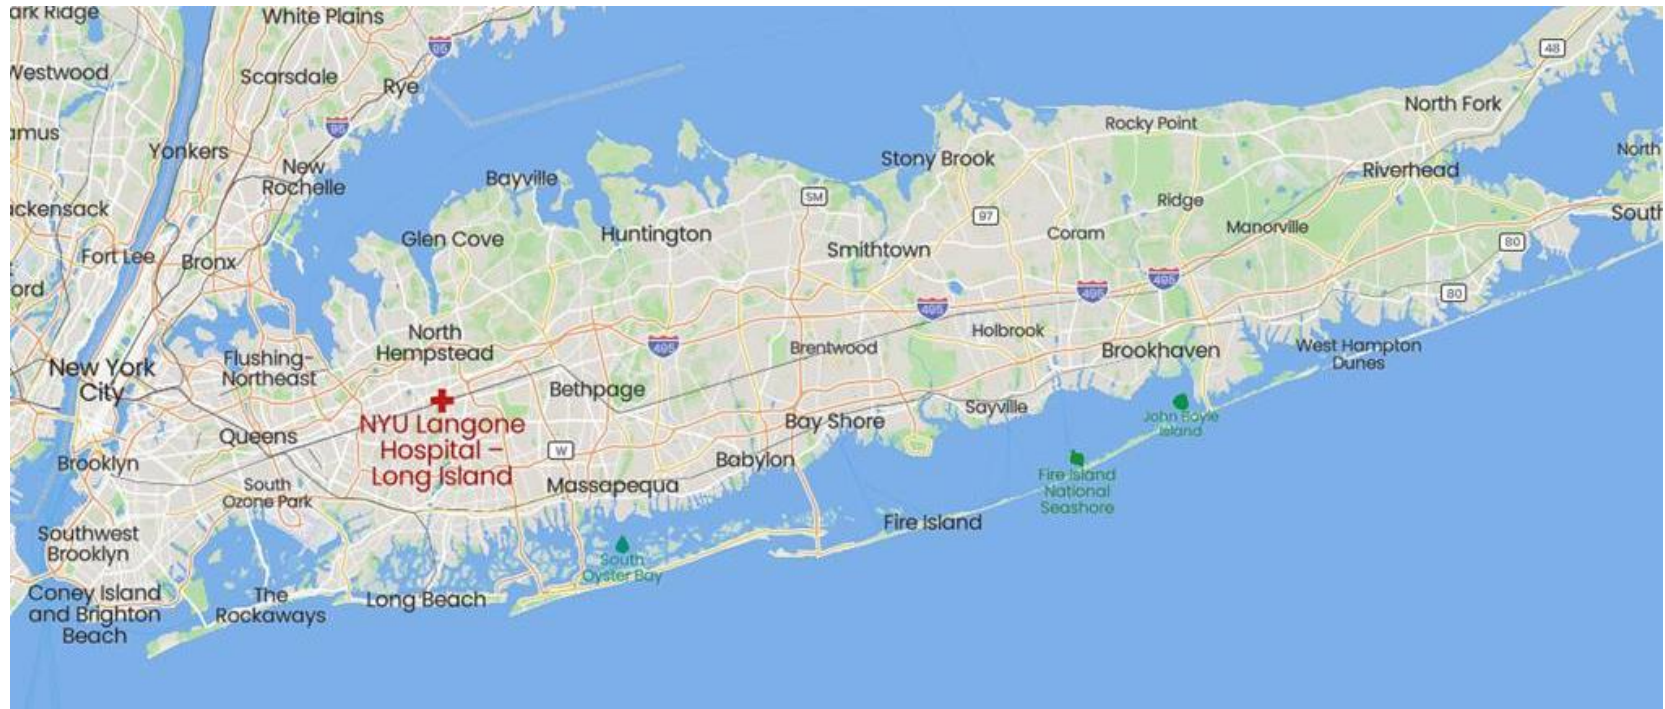 ark Ridge
White Plains
95
48
Westwood
Scarsdale
Rye
North Fork
amus
95
Rocky Point
Yonkers
Stony Brook
North
New
Rochelle
Riverhead
Bayville
SM
Ridge
ackensack
97
South
Glen Cove
Huntington
Coram
Manorville
80
Fort Lee
Bronx
Smithtown
ord
495
495
80
495
North
Hempstead
Holbrook
495
Brentwood
Brookhaven
West Hampton
Dunes
Flushing-
Northeast
New York
City
Bethpage
NYU Langone
Hospital –
Long Island
Bay Shore
Sayville
John Boyle
Island
Queens
W
Brooklyn
Babylon
South
Ozone Park
Massapequa
Fire Island
National
Seashore
Fire Island
Southwest
Brooklyn
South
Oyster Bay
Coney Island
and Brighton
Beach
The
Rockaways
Long Beach